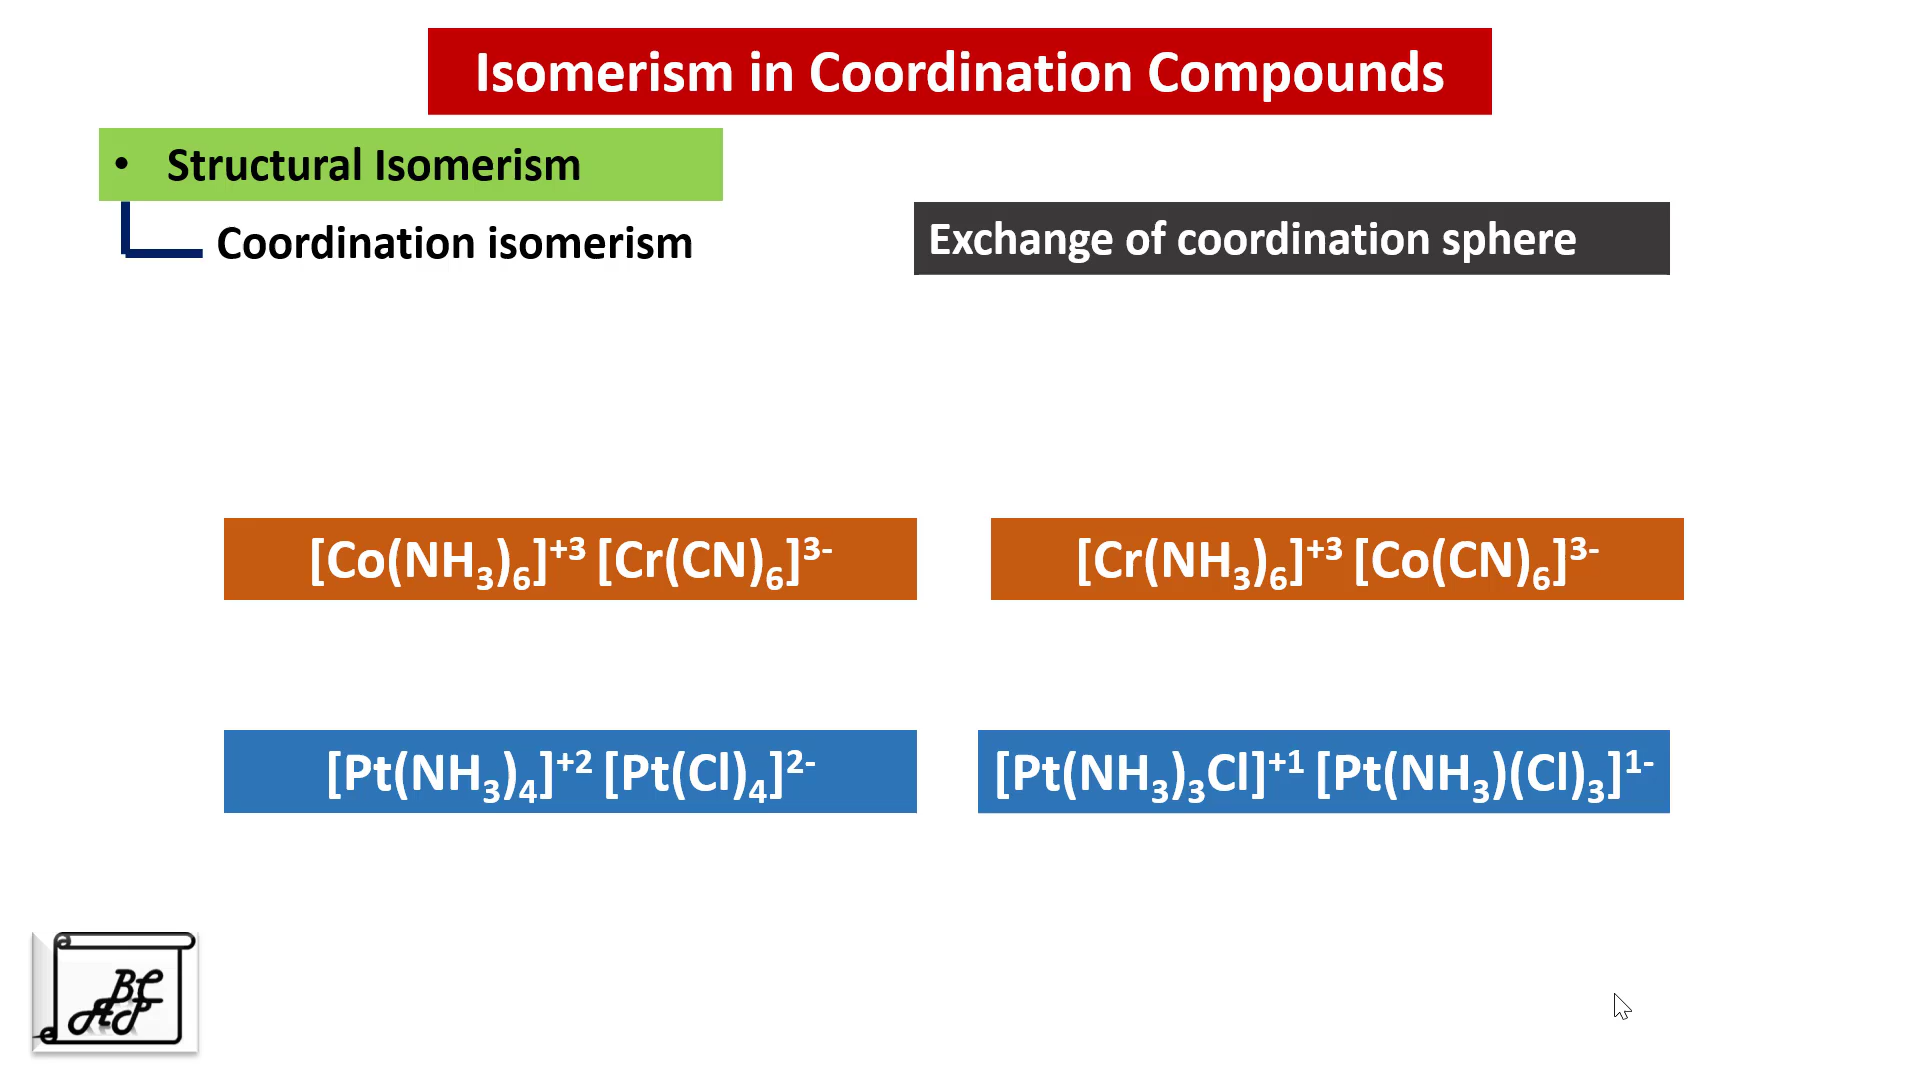 Isomerism in Coordination Compounds
• Structural Isomerism
Coordination isomerism
Exchange of coordination sphere
[Co(NH₃)₆]⁺³ [Cr(CN)₆]³⁻
[Cr(NH₃)₆]⁺³ [Co(CN)₆]³⁻
[Pt(NH₃)₄]⁺² [Pt(Cl)₄]²⁻
[Pt(NH₃)₃Cl]⁺¹ [Pt(NH₃)(Cl)₃]¹⁻